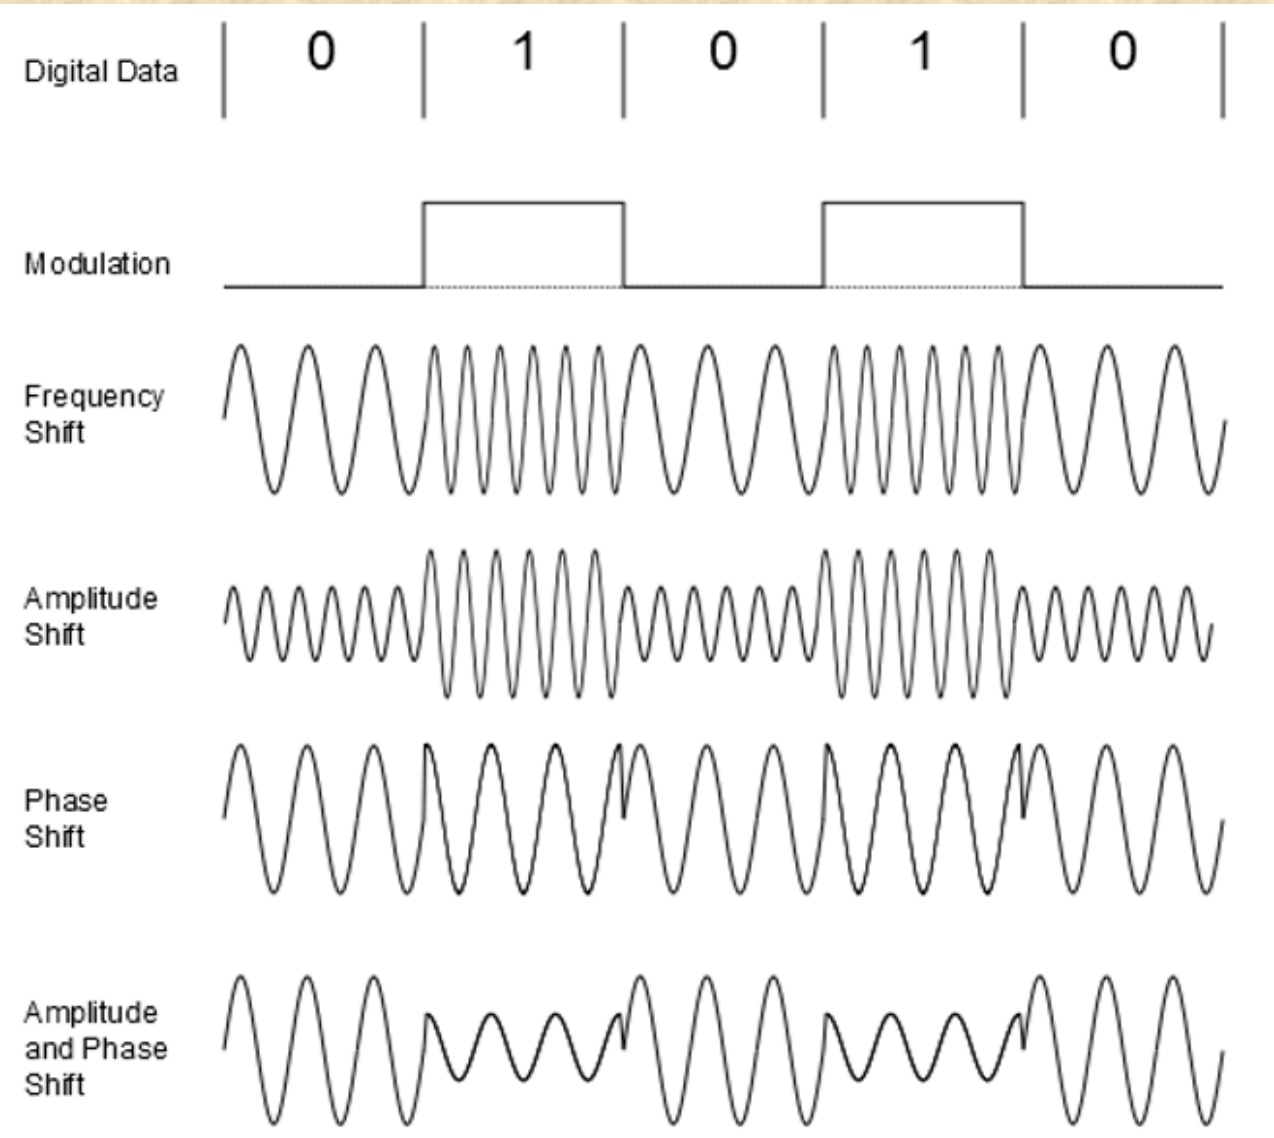 Digital Data
0 1 0 1 0
Modulation
Frequency
Shift
Amplitude
Shift
Phase
Shift
Amplitude
and Phase
Shift